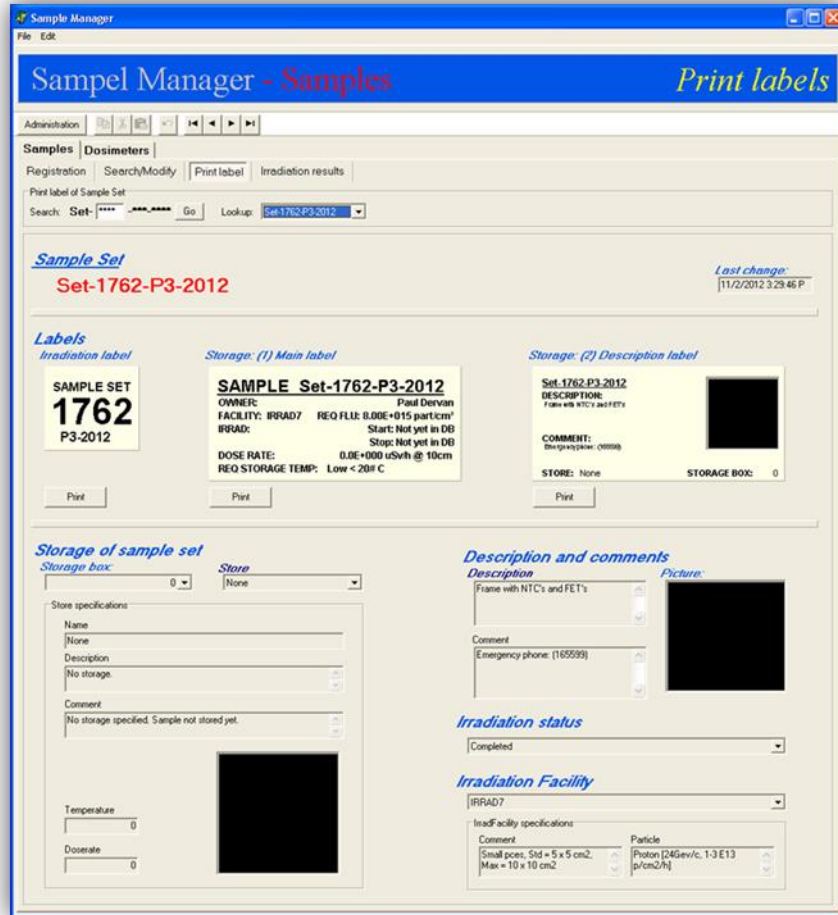 Sample Manager
File Edit
Sampel Manager - Samples
Print labels
Administration
Samples Dosimeters
Registration Search/Modify Print label Irradiation results
Print label of Sample Set
Search: Set- **** -***-**** Go Lookup: Set-1762-P3-2012
Sample Set
Set-1762-P3-2012
Last change:
11/2/2012 3:29:46 P
Labels
Irradiation label
SAMPLE SET
1762
P3-2012
Print
Storage: (1) Main label
SAMPLE Set-1762-P3-2012
OWNER: Paul Dervan
FACILITY: IRRAD7 REQ FLU: 8.00E+015 part/cm²
IRRAD: Start: Not yet in DB
Stop: Not yet in DB
DOSE RATE: 0.0E+000 uSv/h @ 10cm
REQ STORAGE TEMP: Low < 20# C
Print
Storage: (2) Description label
Set-1762-P3-2012
DESCRIPTION:
Frame with NTC's and FET's
COMMENT:
Emergency phone: (165599)
STORE: None STORAGE BOX: 0
Print
Storage of sample set
Storage box: Store
0 None
Store specifications
Name
None
Description
No storage.
Comment
No storage specified. Sample not stored yet.
Temperature
0
Doserate
0
Description and comments
Description Picture:
Frame with NTC's and FET's
Comment
Emergency phone: (165599)
Irradiation status
Completed
Irradiation Facility
IRRAD7
IrradFacility specifications
Comment Particle
Small pces, Std = 5 x 5 cm2, Proton [24Gev/c, 1-3 E13
Max = 10 x 10 cm2 p/cm2/h]